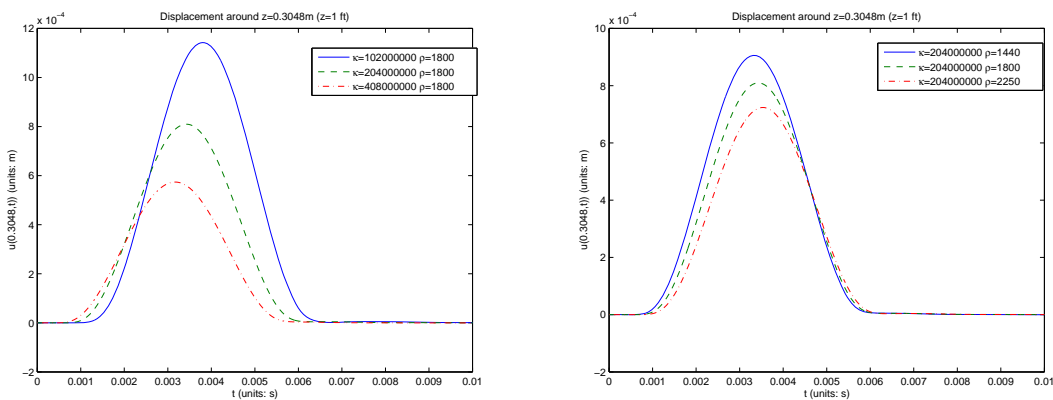 Displacement around z=0.3048m (z=1 ft)
x 10⁻⁴
12
10
8
6
4
2
0
−2
u(0.3048,t)) (units: m)
κ=102000000 ρ=1800
κ=204000000 ρ=1800
κ=408000000 ρ=1800
0 0.001 0.002 0.003 0.004 0.005 0.006 0.007 0.008 0.009 0.01
t (units: s)
Displacement around z=0.3048m (z=1 ft)
x 10⁻⁴
10
8
6
4
2
0
−2
u(0.3048,t)) (units: m)
κ=204000000 ρ=1440
κ=204000000 ρ=1800
κ=204000000 ρ=2250
0 0.001 0.002 0.003 0.004 0.005 0.006 0.007 0.008 0.009 0.01
t (units: s)